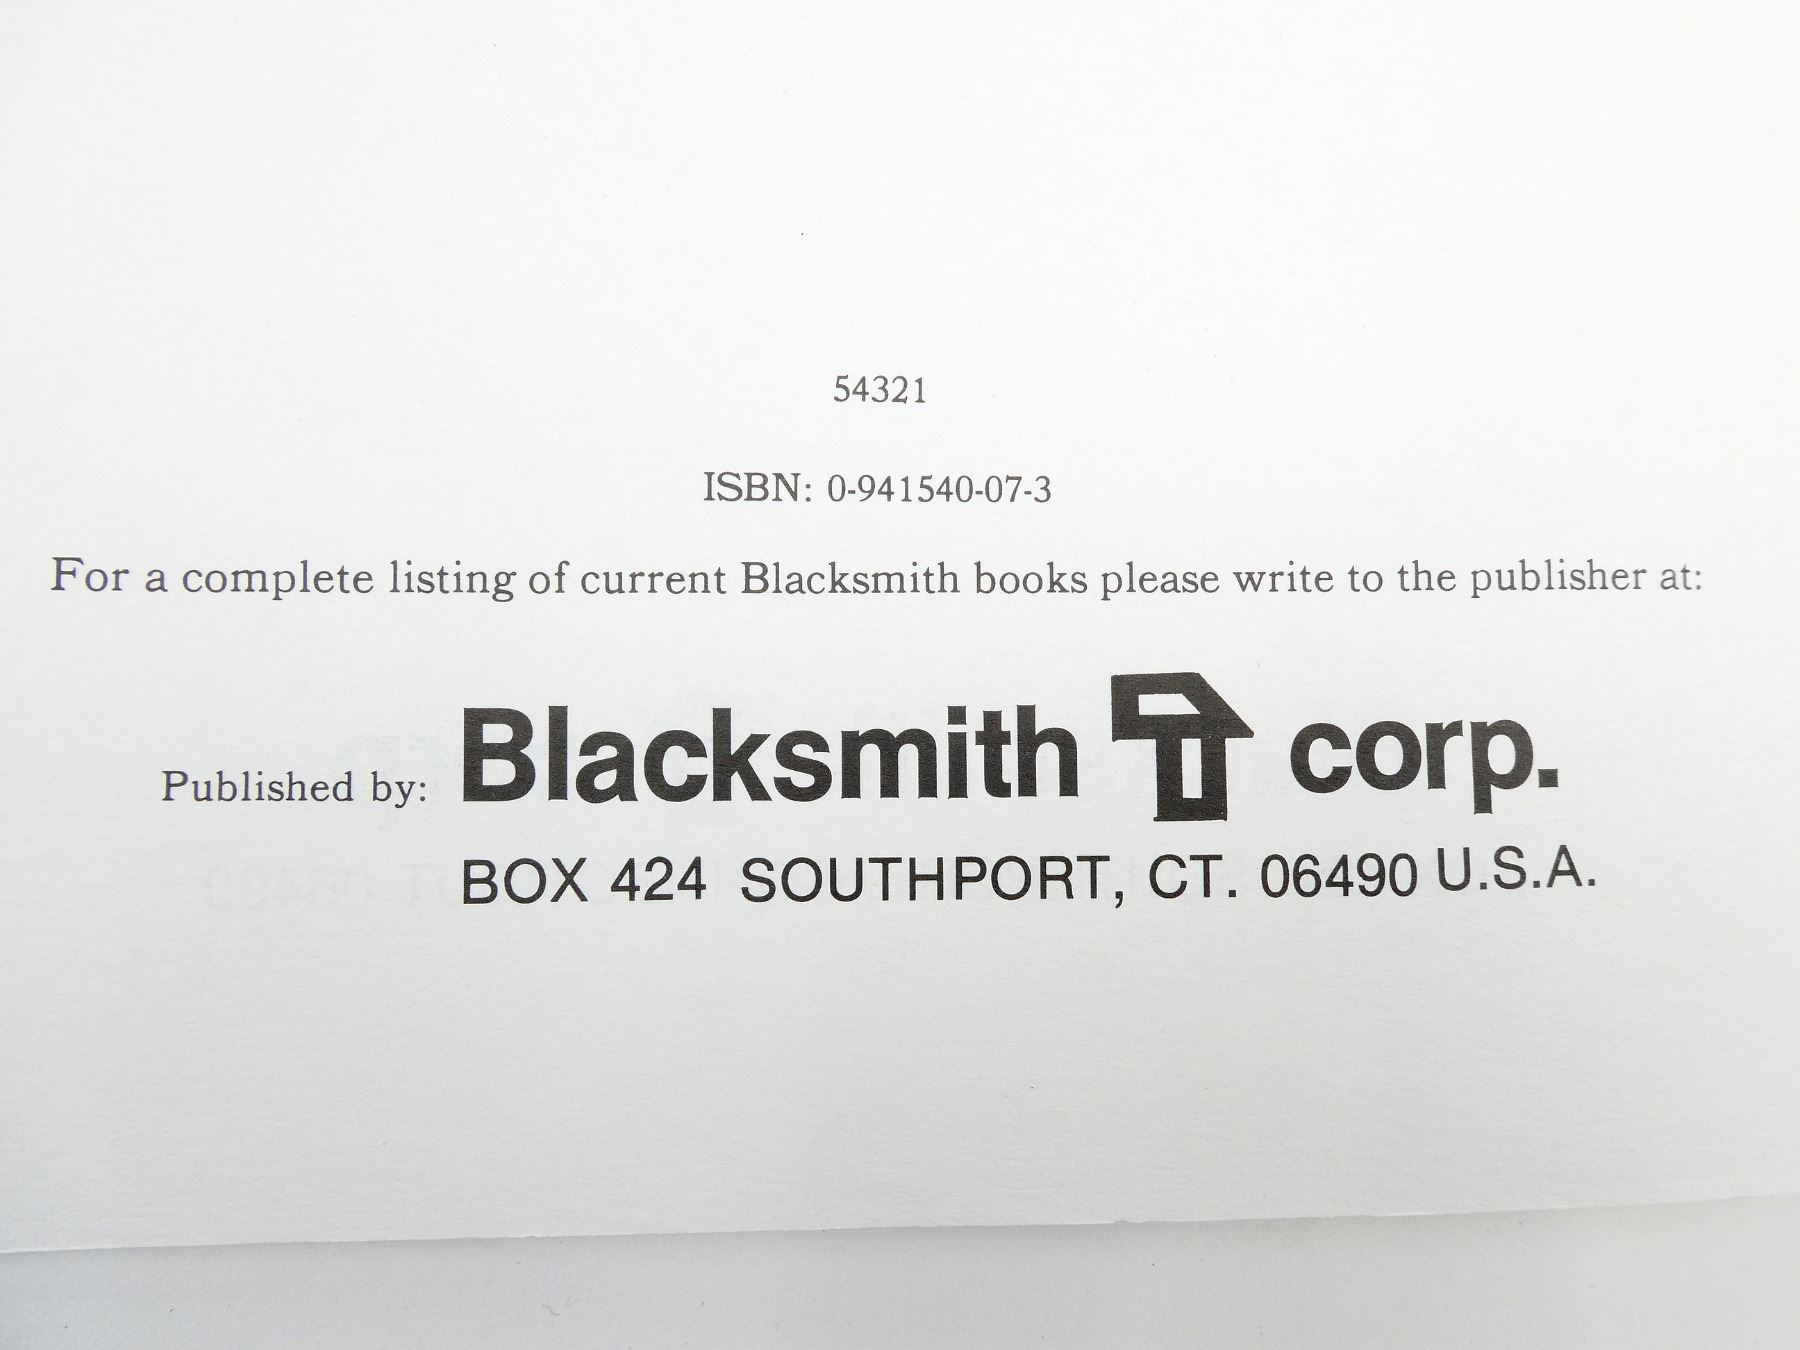 54321
ISBN: 0-941540-07-3
For a complete listing of current Blacksmith books please write to the publisher at:
Published by: Blacksmith corp.
BOX 424 SOUTHPORT, CT. 06490 U.S.A.